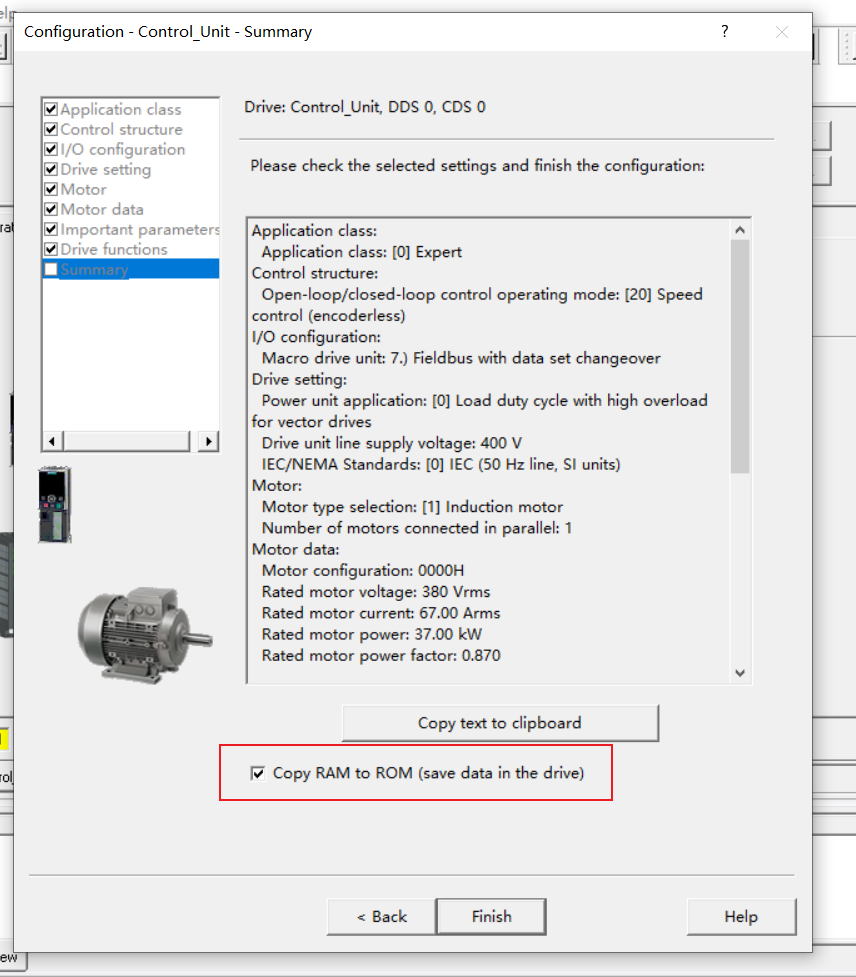 elp
Configuration - Control_Unit - Summary
?
Application class
Control structure
I/O configuration
Drive setting
Motor
Motor data
Important parameters
Drive functions
Summary
Drive: Control_Unit, DDS 0, CDS 0
Please check the selected settings and finish the configuration:
Application class:
Application class: [0] Expert
Control structure:
Open-loop/closed-loop control operating mode: [20] Speed
control (encoderless)
I/O configuration:
Macro drive unit: 7.) Fieldbus with data set changeover
Drive setting:
Power unit application: [0] Load duty cycle with high overload
for vector drives
Drive unit line supply voltage: 400 V
IEC/NEMA Standards: [0] IEC (50 Hz line, SI units)
Motor:
Motor type selection: [1] Induction motor
Number of motors connected in parallel: 1
Motor data:
Motor configuration: 0000H
Rated motor voltage: 380 Vrms
Rated motor current: 67.00 Arms
Rated motor power: 37.00 kW
Rated motor power factor: 0.870
Copy text to clipboard
Copy RAM to ROM (save data in the drive)
< Back
Finish
Help
ew